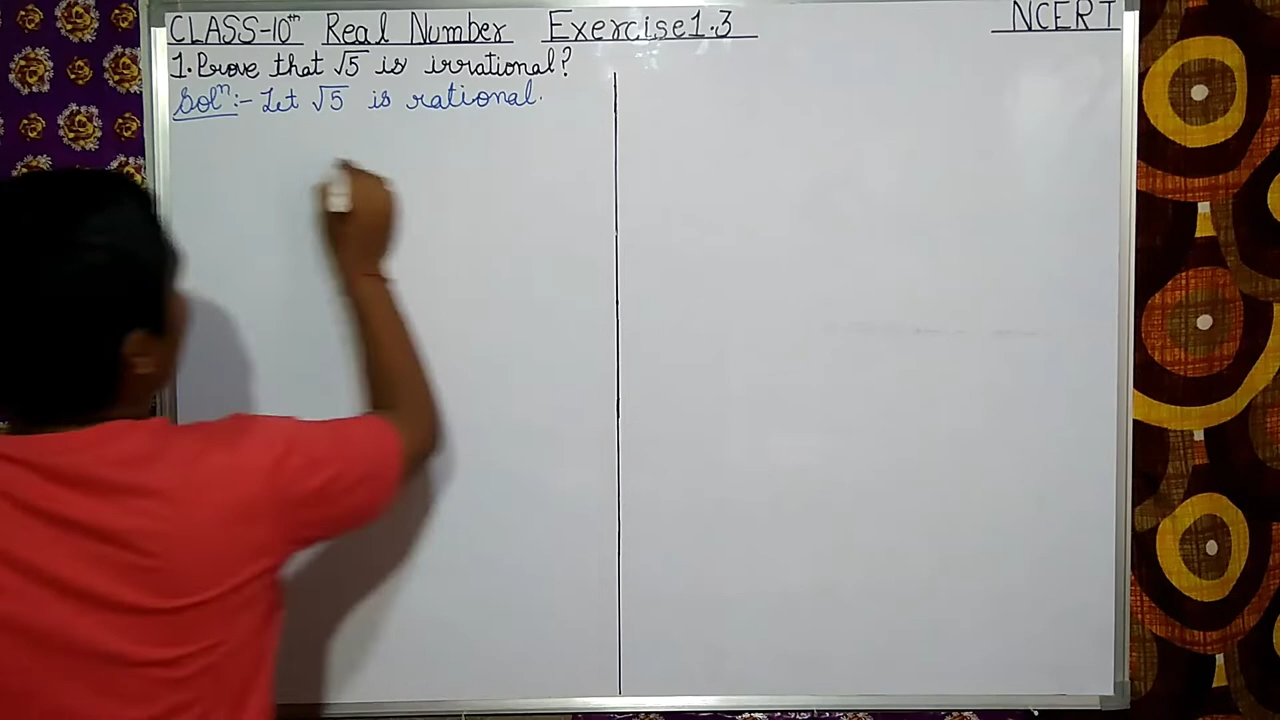 CLASS-10th Real Number Exercise1.3 NCERT
1. Prove that √5 is irrational?
Solⁿ:- Let √5 is rational.